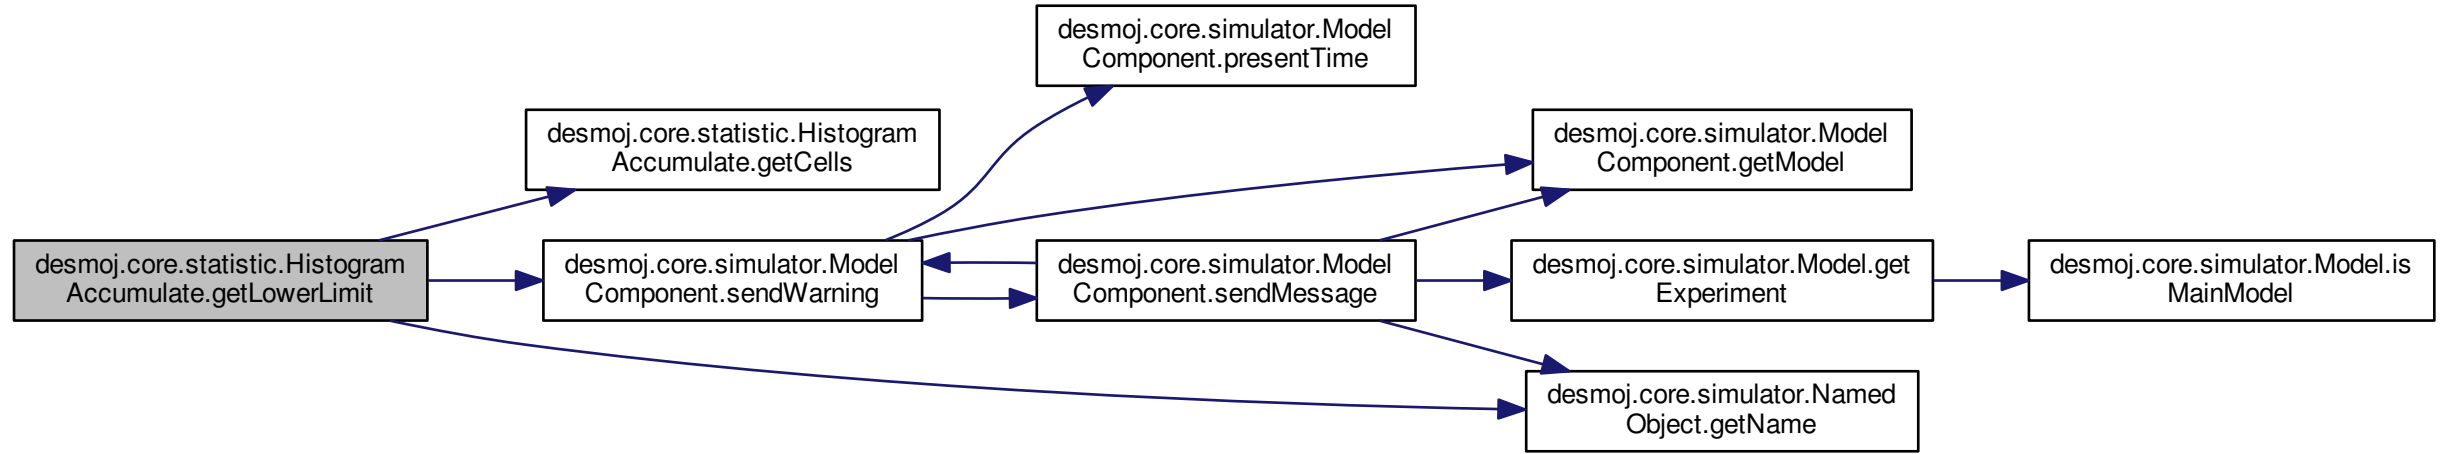 desmoj.core.statistic.Histogram
Accumulate.getLowerLimit
desmoj.core.statistic.Histogram
Accumulate.getCells
desmoj.core.simulator.Model
Component.sendWarning
desmoj.core.simulator.Model
Component.presentTime
desmoj.core.simulator.Model
Component.sendMessage
desmoj.core.simulator.Model
Component.getModel
desmoj.core.simulator.Model.get
Experiment
desmoj.core.simulator.Named
Object.getName
desmoj.core.simulator.Model.is
MainModel